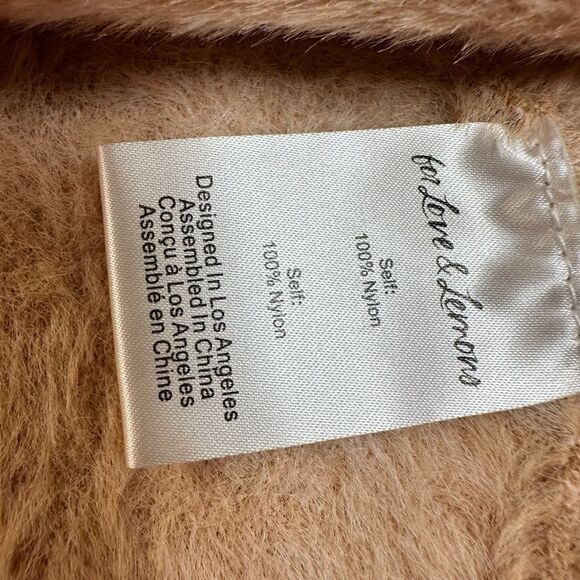 for Love & Lemons
Self:
100% Nylon
Self:
100% Nylon
Designed In Los Angeles
Assembled In China
Conçu à Los Angeles
Assemblé en Chine